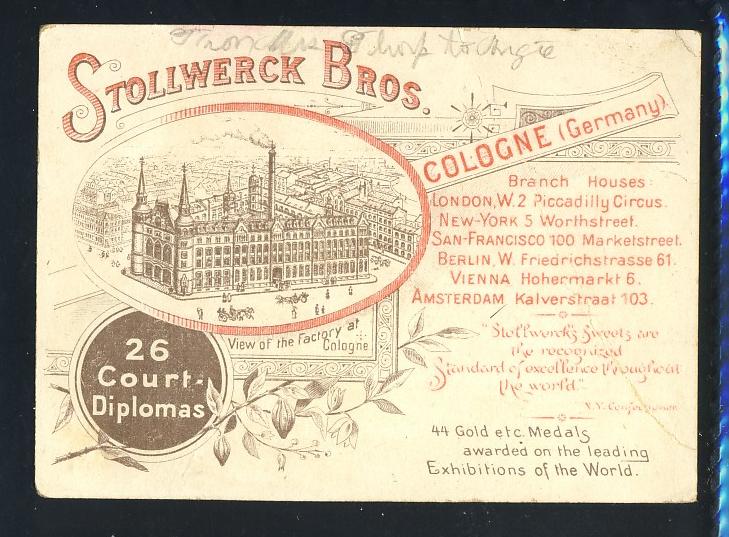 to Angie
STOLLWERCK BROS.
COLOGNE (Germany).
Branch Houses:
LONDON, W. 2 Piccadilly Circus.
NEW-YORK 5 Worthstreet.
SAN-FRANCISCO 100 Marketstreet.
BERLIN, W. Friedrichstrasse 61.
VIENNA Hohermarkt 6.
AMSTERDAM Kalverstraat 103.
View of the Factory at
Cologne
26
Court-
Diplomas
"Stollwerck's Sweets are
the recognized
Standard of excellence throughout
the world."
N.Y. Confectioner
44 Gold etc. Medals
awarded on the leading
Exhibitions of the World.